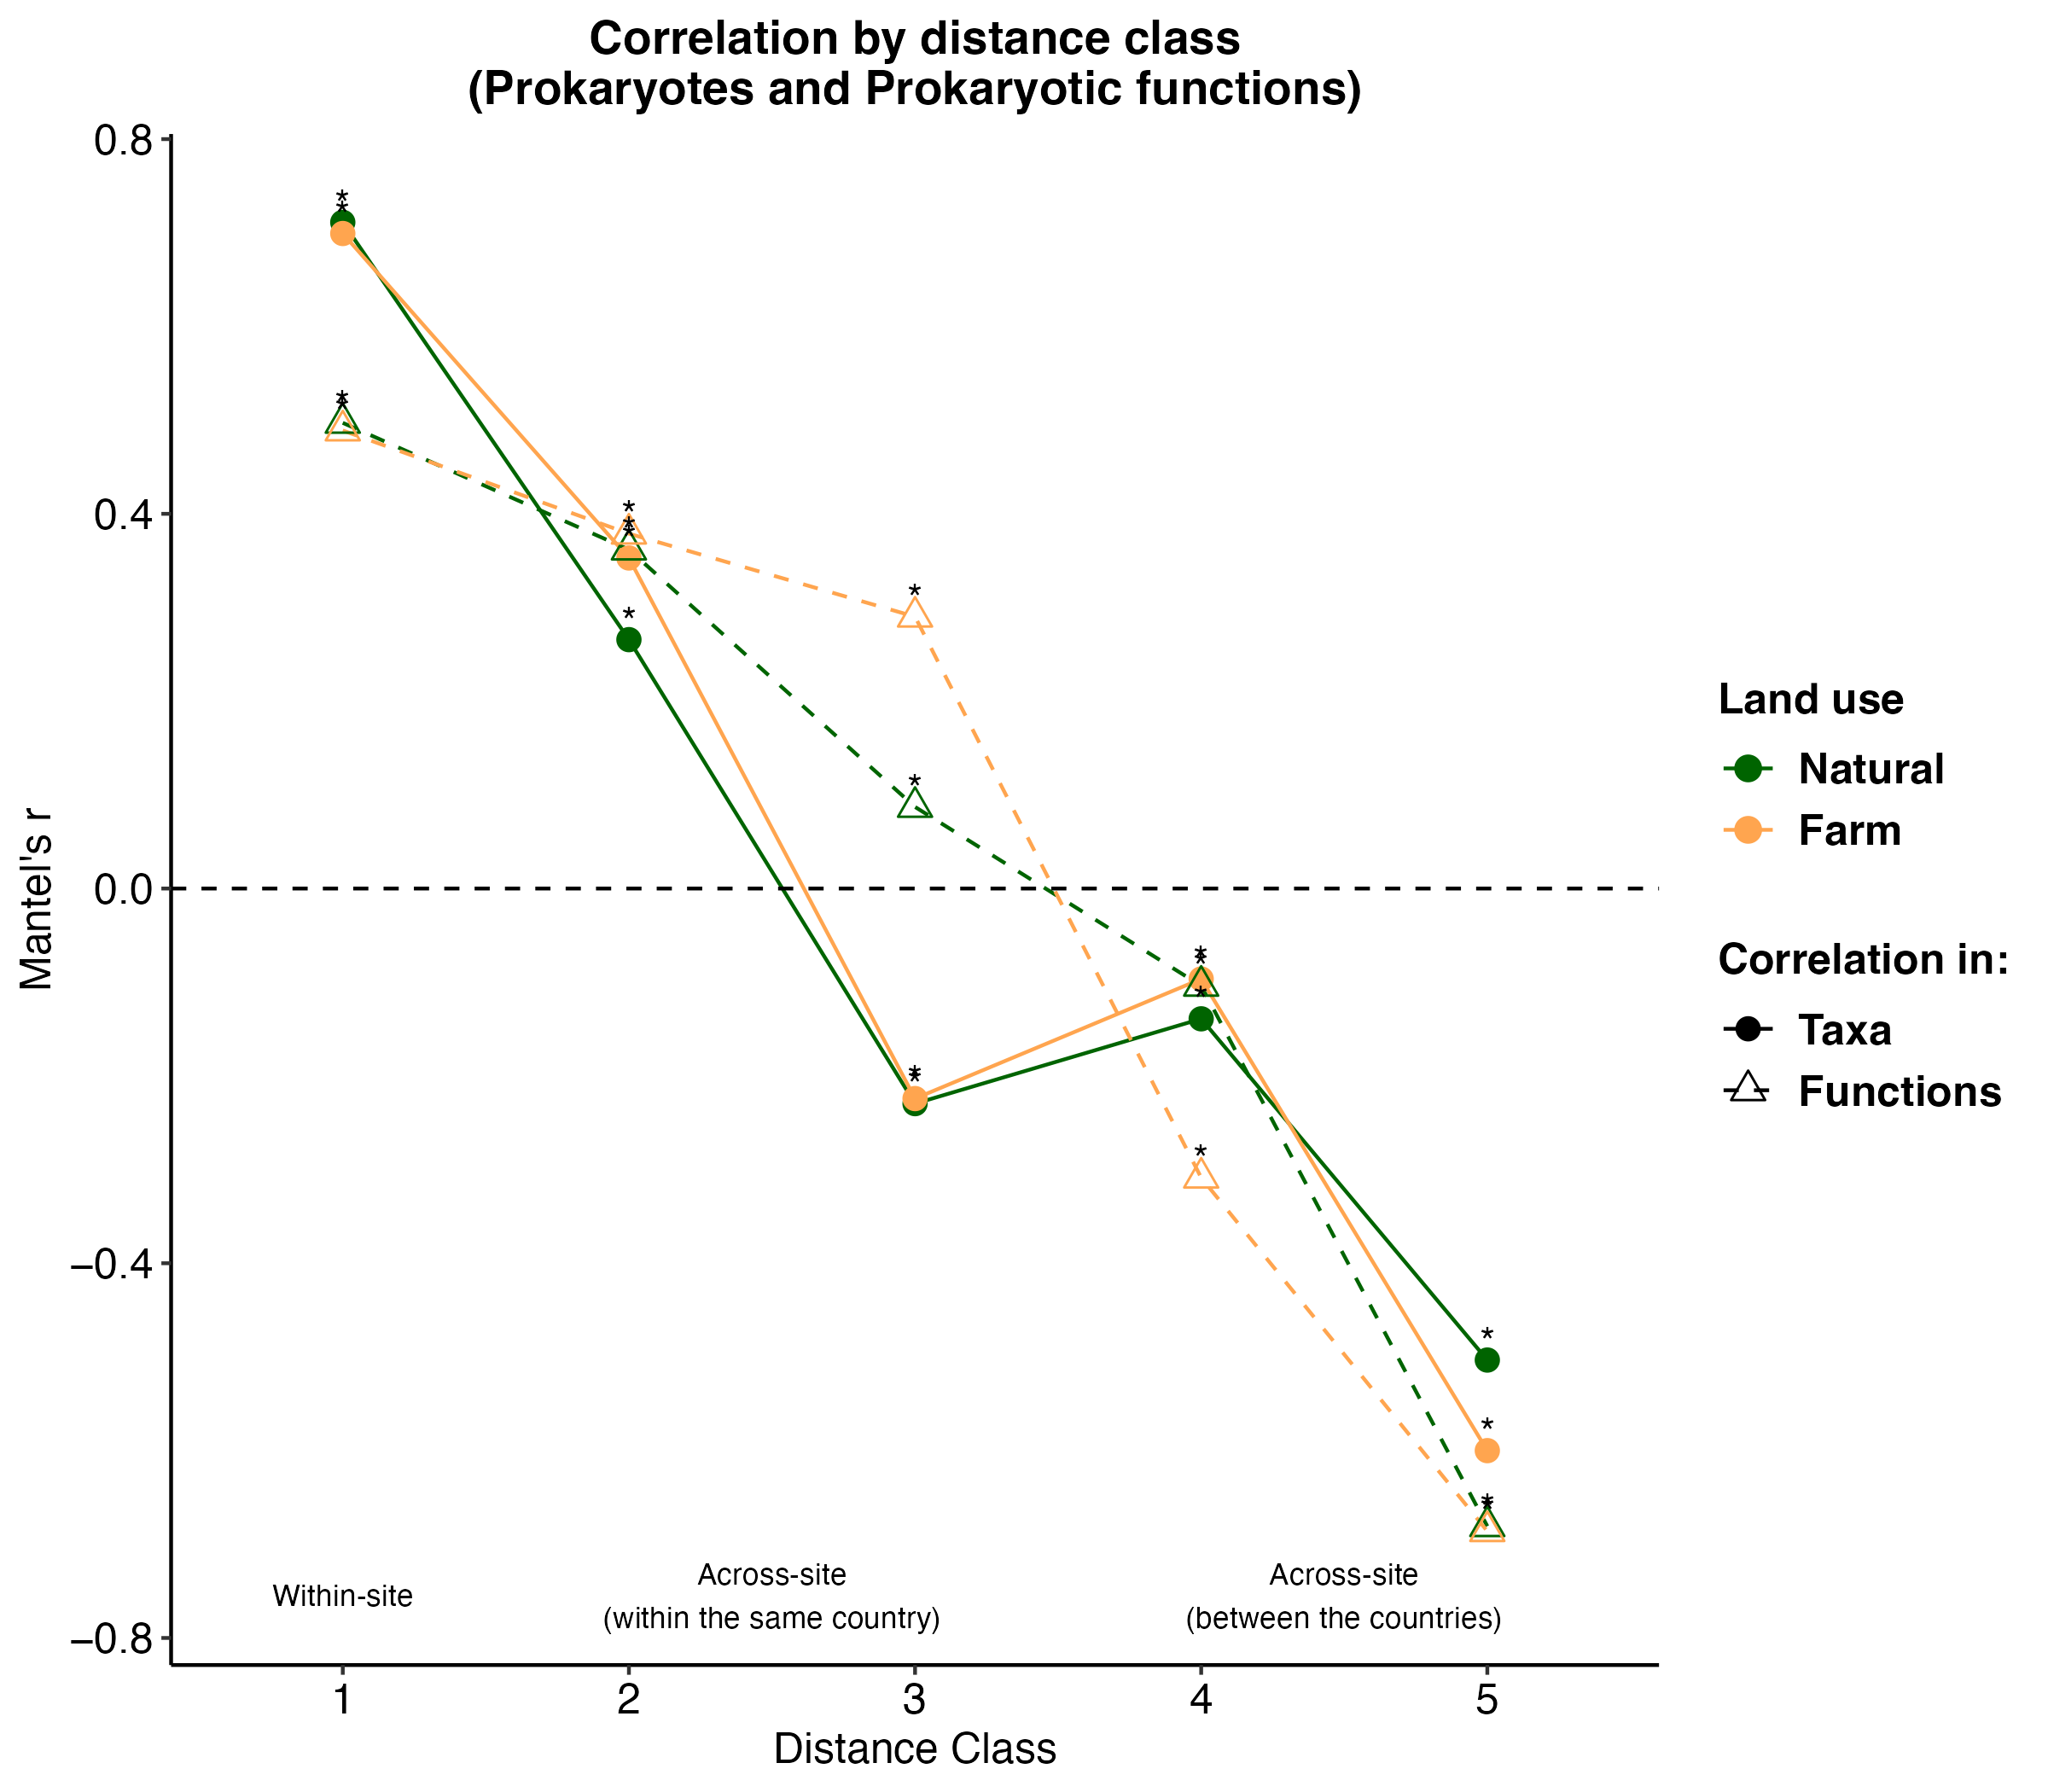 Correlation by distance class
(Prokaryotes and Prokaryotic functions)
0.8
0.4
0.0
−0.4
−0.8
Mantel's r
* * * *
* * * *
* * * *
* * * *
* * * *
Within-site
Across-site
(within the same country)
Across-site
(between the countries)
1 2 3 4 5
Distance Class
Land use
Natural
Farm
Correlation in:
Taxa
Functions